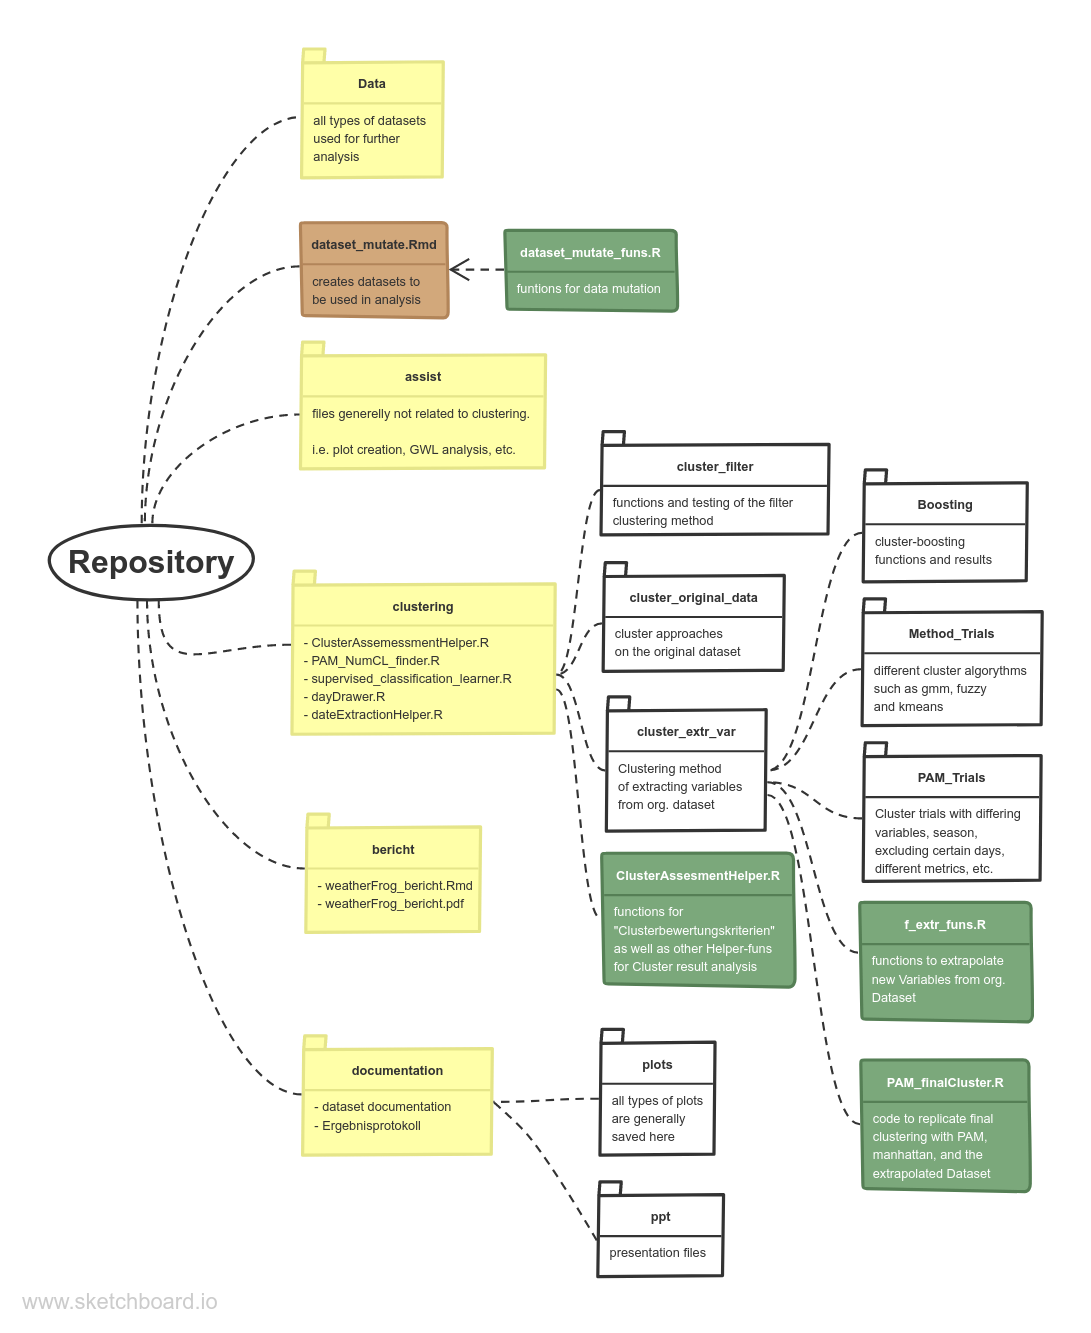 Data
all types of datasets
used for further
analysis
dataset_mutate.Rmd
creates datasets to
be used in analysis
dataset_mutate_funs.R
funtions for data mutation
assist
files generelly not related to clustering.
i.e. plot creation, GWL analysis, etc.
Repository
clustering
- ClusterAssemessmentHelper.R
- PAM_NumCL_finder.R
- supervised_classification_learner.R
- dayDrawer.R
- dateExtractionHelper.R
cluster_filter
functions and testing of the filter
clustering method
cluster_original_data
cluster approaches
on the original dataset
cluster_extr_var
Clustering method
of extracting variables
from org. dataset
ClusterAssesmentHelper.R
functions for
"Clusterbewertungskriterien"
as well as other Helper-funs
for Cluster result analysis
Boosting
cluster-boosting
functions and results
Method_Trials
different cluster algorythms
such as gmm, fuzzy
and kmeans
PAM_Trials
Cluster trials with differing
variables, season,
excluding certain days,
different metrics, etc.
f_extr_funs.R
functions to extrapolate
new Variables from org.
Dataset
PAM_finalCluster.R
code to replicate final
clustering with PAM,
manhattan, and the
extrapolated Dataset
bericht
- weatherFrog_bericht.Rmd
- weatherFrog_bericht.pdf
documentation
- dataset documentation
- Ergebnisprotokoll
plots
all types of plots
are generally
saved here
ppt
presentation files
www.sketchboard.io